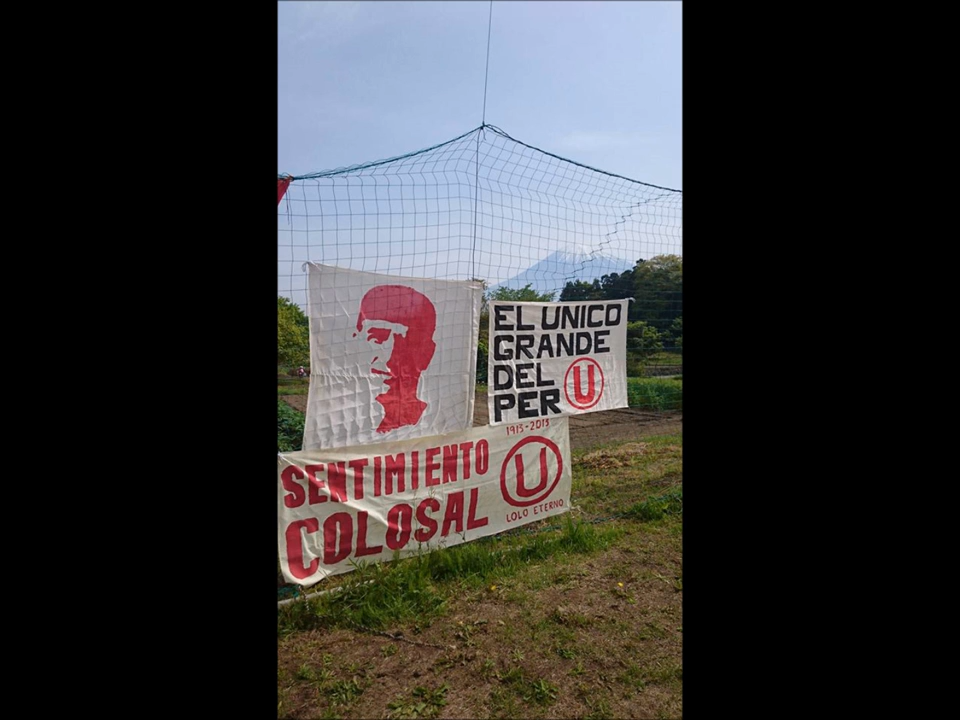 EL UNICO
GRANDE
DEL
PER U
1913-2013
SENTIMIENTO
COLOSAL
U
LOLO ETERNO